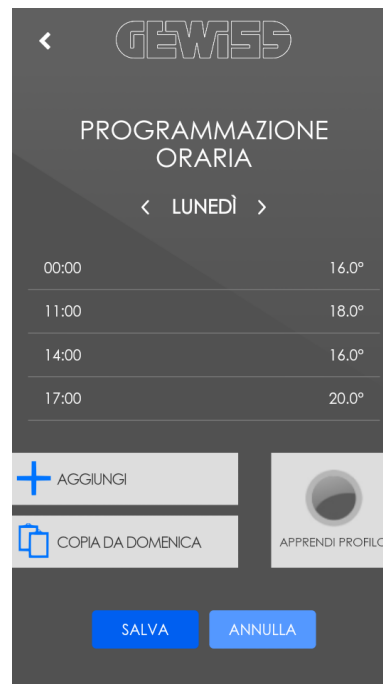 GEWISS
PROGRAMMAZIONE
ORARIA
LUNEDÌ
00:00 16.0°
11:00 18.0°
14:00 16.0°
17:00 20.0°
AGGIUNGI
COPIA DA DOMENICA
APPRENDI PROFILO
SALVA ANNULLA